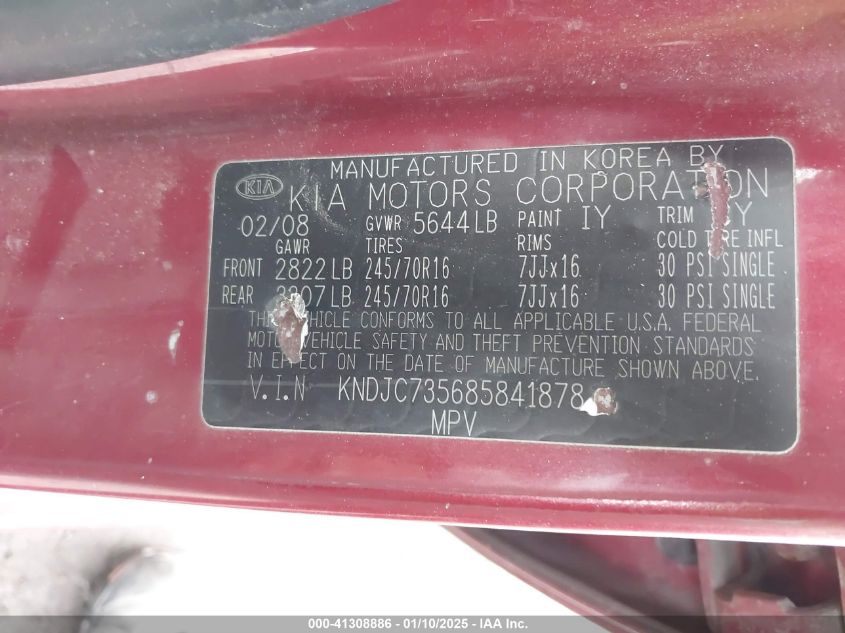 MANUFACTURED IN KOREA BY
KIA KIA MOTORS CORPORATION
02/08 GVWR 5644LB PAINT IY TRIM
GAWR TIRES RIMS COLD TIRE INFL
FRONT 2822LB 245/70R16 7JJx16 30 PSI SINGLE
REAR 245/70R16 7JJx16 30 PSI SINGLE
THIS VEHICLE CONFORMS TO ALL APPLICABLE U.S.A. FEDERAL
MOTOR VEHICLE SAFETY AND THEFT PREVENTION STANDARDS
IN EFFECT ON THE DATE OF MANUFACTURE SHOWN ABOVE.
V.I.N KNDJC735685841878
MPV
000-41308886 - 01/10/2025 - IAA Inc.